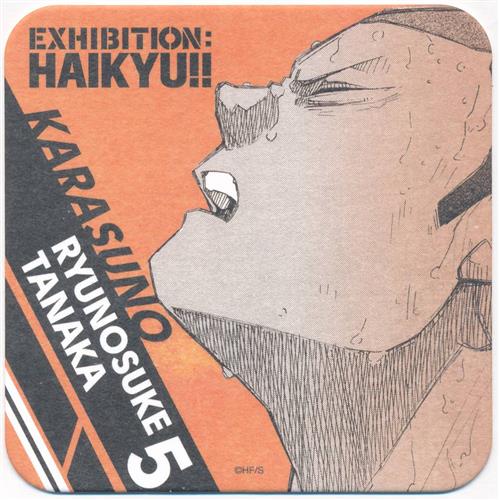 EXHIBITION:
HAIKYU!!
KARASUNO
RYUNOSUKE 5
TANAKA
©HF/S